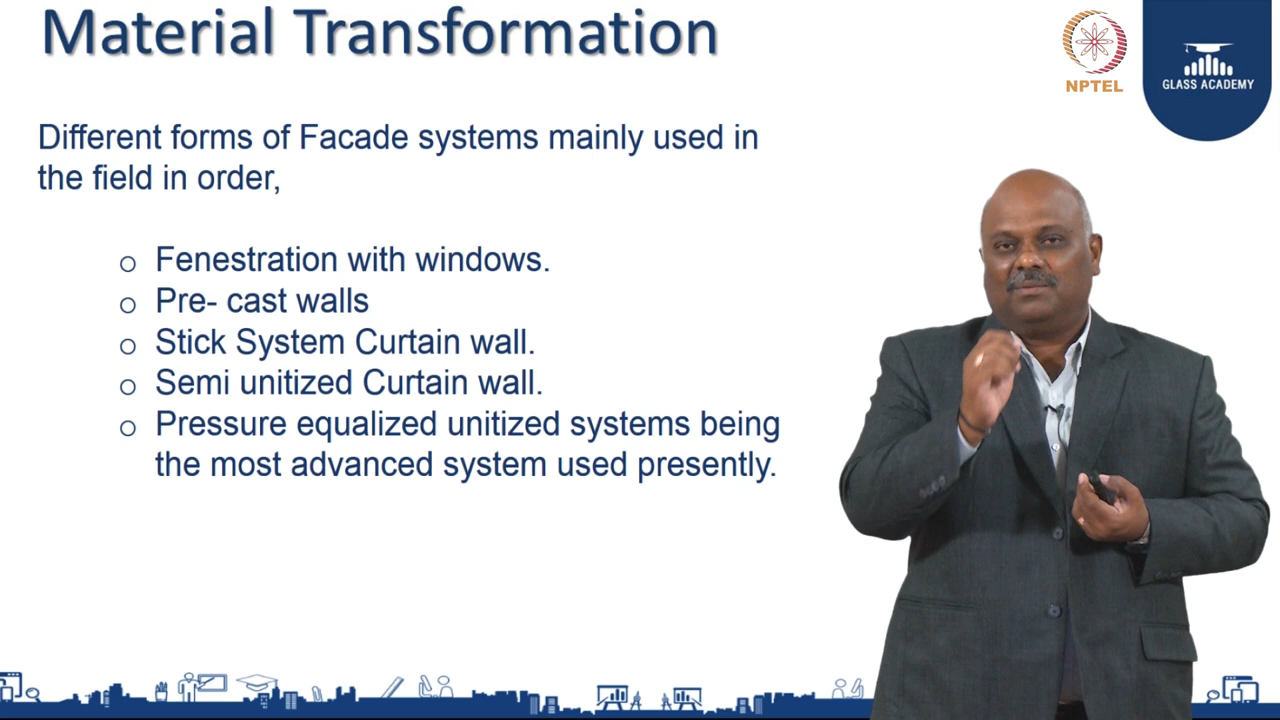 Material Transformation
NPTEL
GLASS ACADEMY
Different forms of Facade systems mainly used in
the field in order,
o Fenestration with windows.
o Pre- cast walls
o Stick System Curtain wall.
o Semi unitized Curtain wall.
o Pressure equalized unitized systems being
the most advanced system used presently.